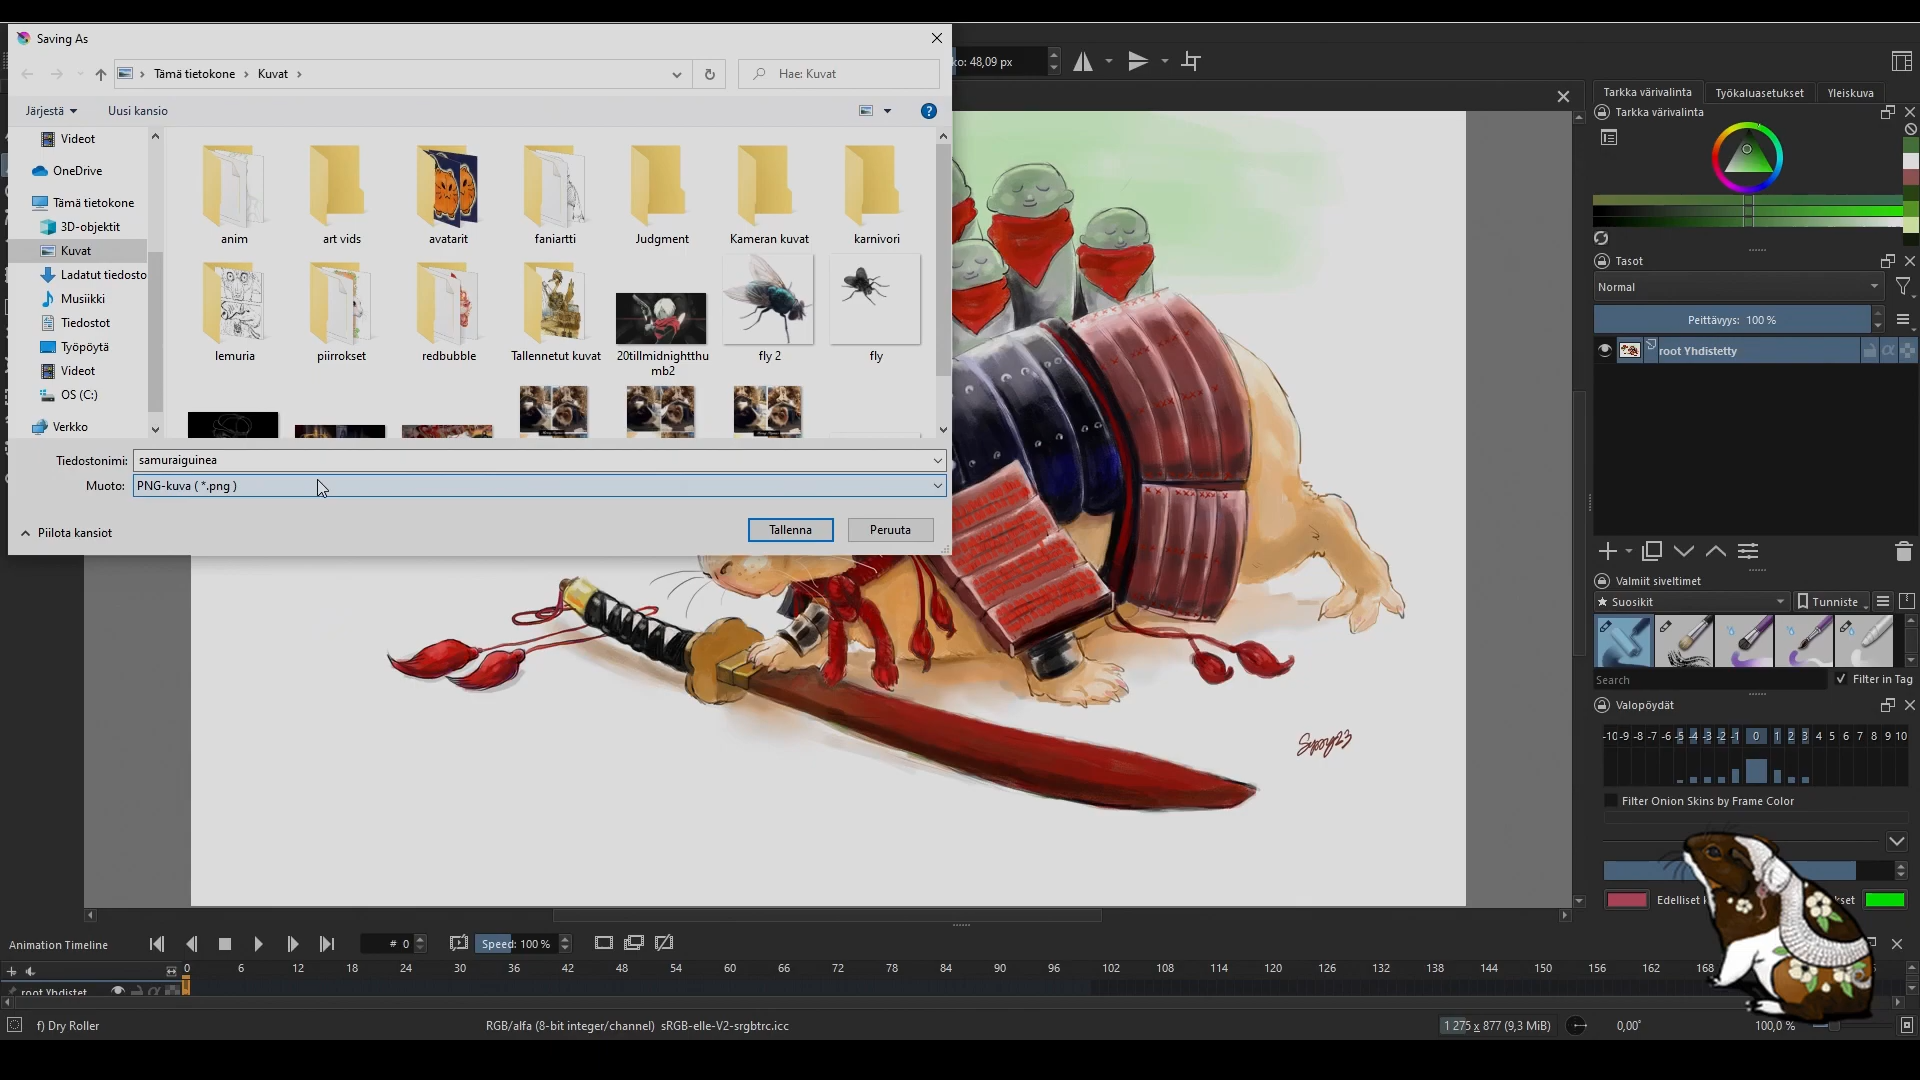 Saving As
ko: 48,09 px
Tämä tietokone
Kuvat
Hae: Kuvat
Järjestä
Uusi kansio
Videot
OneDrive
Tämä tietokone
3D-objektit
Kuvat
Ladatut tiedosto
Musiikki
Tiedostot
Työpöytä
Videot
OS (C:)
Verkko
anim
art vids
avatarit
faniartti
Judgment
Kameran kuvat
karnivori
lemuria
piirrokset
redbubble
Tallennetut kuvat
20tillmidnightthu
mb2
fly 2
fly
Tiedostonimi: samuraiguinea
Muoto: PNG-kuva ( *.png )
Piilota kansiot
Tallenna
Peruuta
Tarkka värivalinta
Työkaluasetukset
Yleiskuva
Tarkka värivalinta
Tasot
Normal
Peittävyys: 100 %
root Yhdistetty
Valmiit siveltimet
Suosikit
Tunniste
Search
Filter in Tag
Valopöydät
-10 -9 -8 -7 -6 -5 -4 -3 -2 -1 0 1 2 3 4 5 6 7 8 9 10
Filter Onion Skins by Frame Color
Edelliset
Animation Timeline
# 0
Speed: 100 %
0 6 12 18 24 30 36 42 48 54 60 66 72 78 84 90 96 102 108 114 120 126 132 138 144 150 156 162 168
root Yhdistet
f) Dry Roller
RGB/alfa (8-bit integer/channel) sRGB-elle-V2-srgbtrc.icc
1 275 x 877 (9,3 MiB)
0,00°
100,0 %